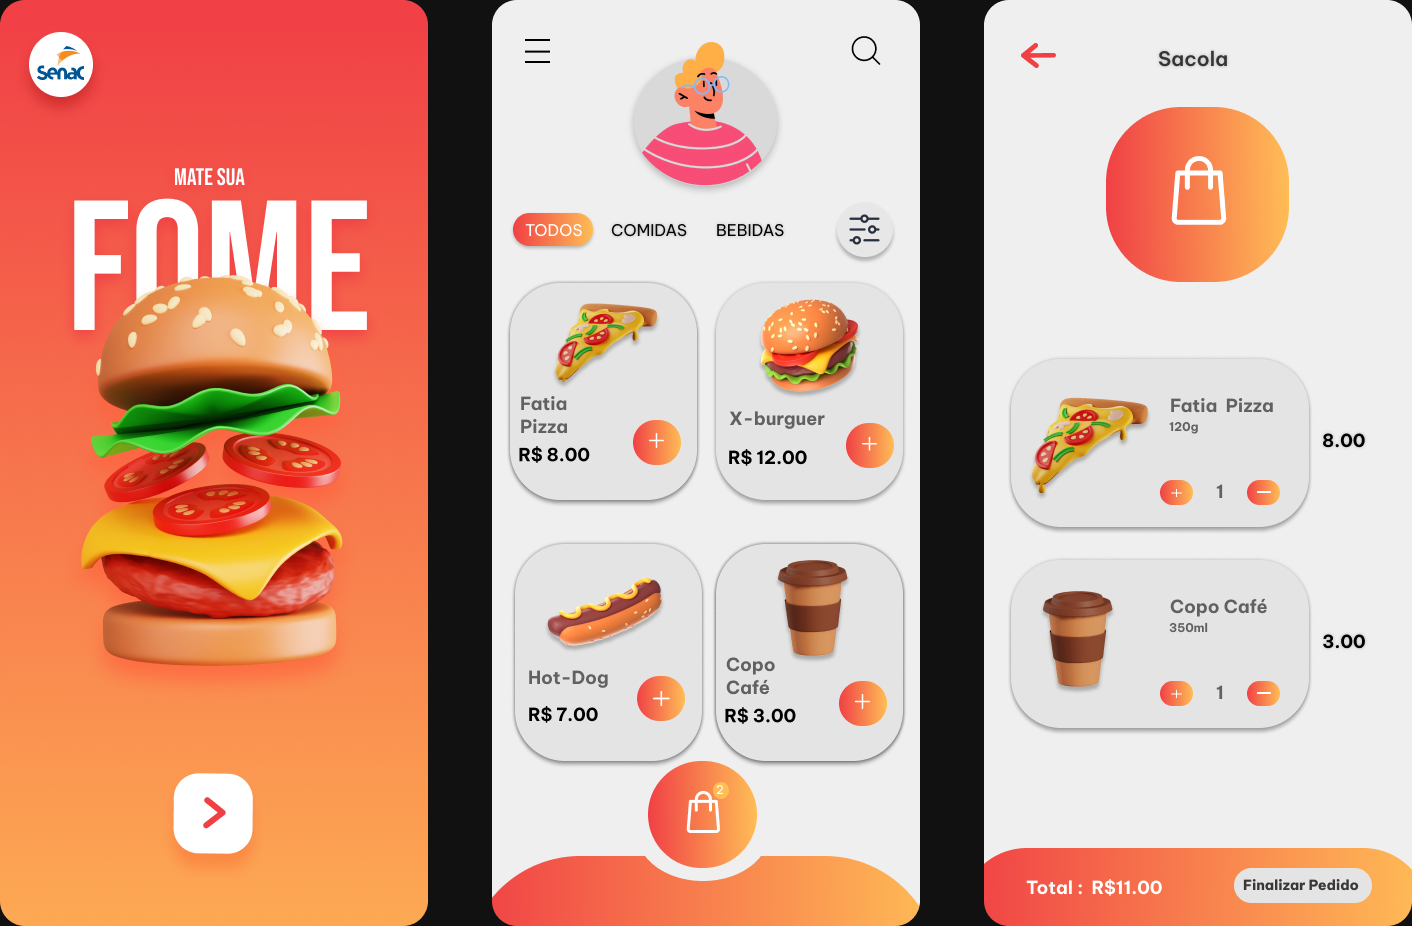 Senac
MATE SUA
FOME
TODOS
COMIDAS
BEBIDAS
Fatia
Pizza
R$ 8.00
X-burguer
R$ 12.00
Hot-Dog
R$ 7.00
Copo
Café
R$ 3.00
2
Sacola
Fatia Pizza
120g
1
8.00
Copo Café
350ml
1
3.00
Total : R$11.00
Finalizar Pedido